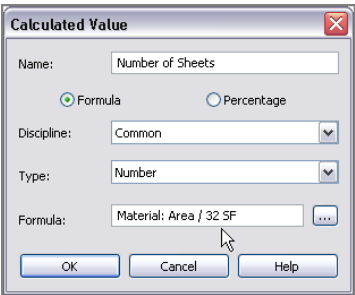 Calculated Value
Name: Number of Sheets
Formula Percentage
Discipline: Common
Type: Number
Formula: Material: Area / 32 SF ...
OK Cancel Help